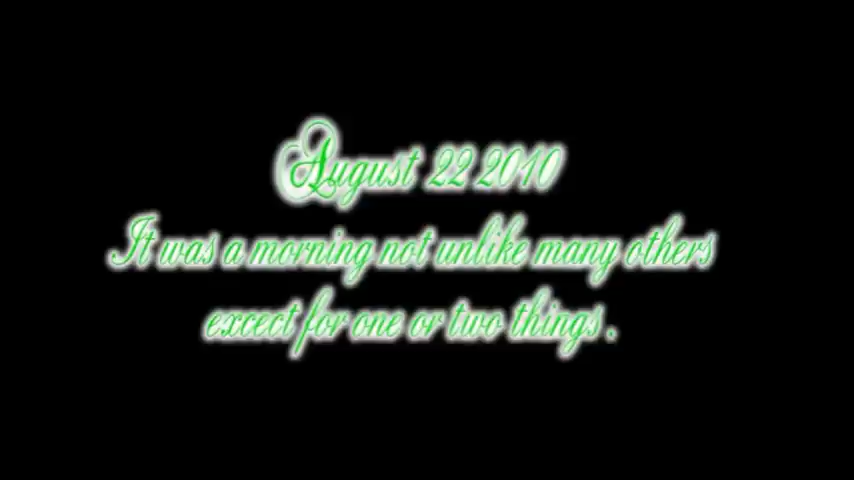 August 22 2010
It was a morning not unlike many others
excect for one or two things.